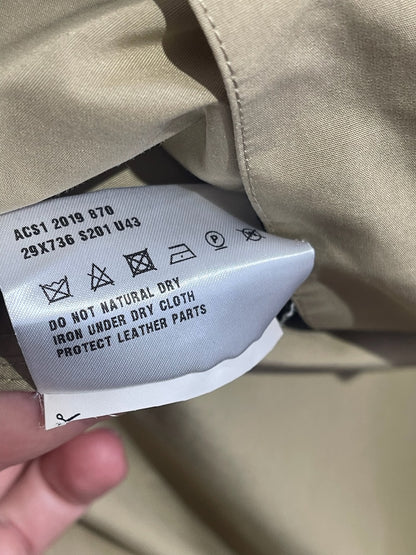 ACS1 2019 870
29X736 S201 U43
P
DO NOT NATURAL DRY
IRON UNDER DRY CLOTH
PROTECT LEATHER PARTS